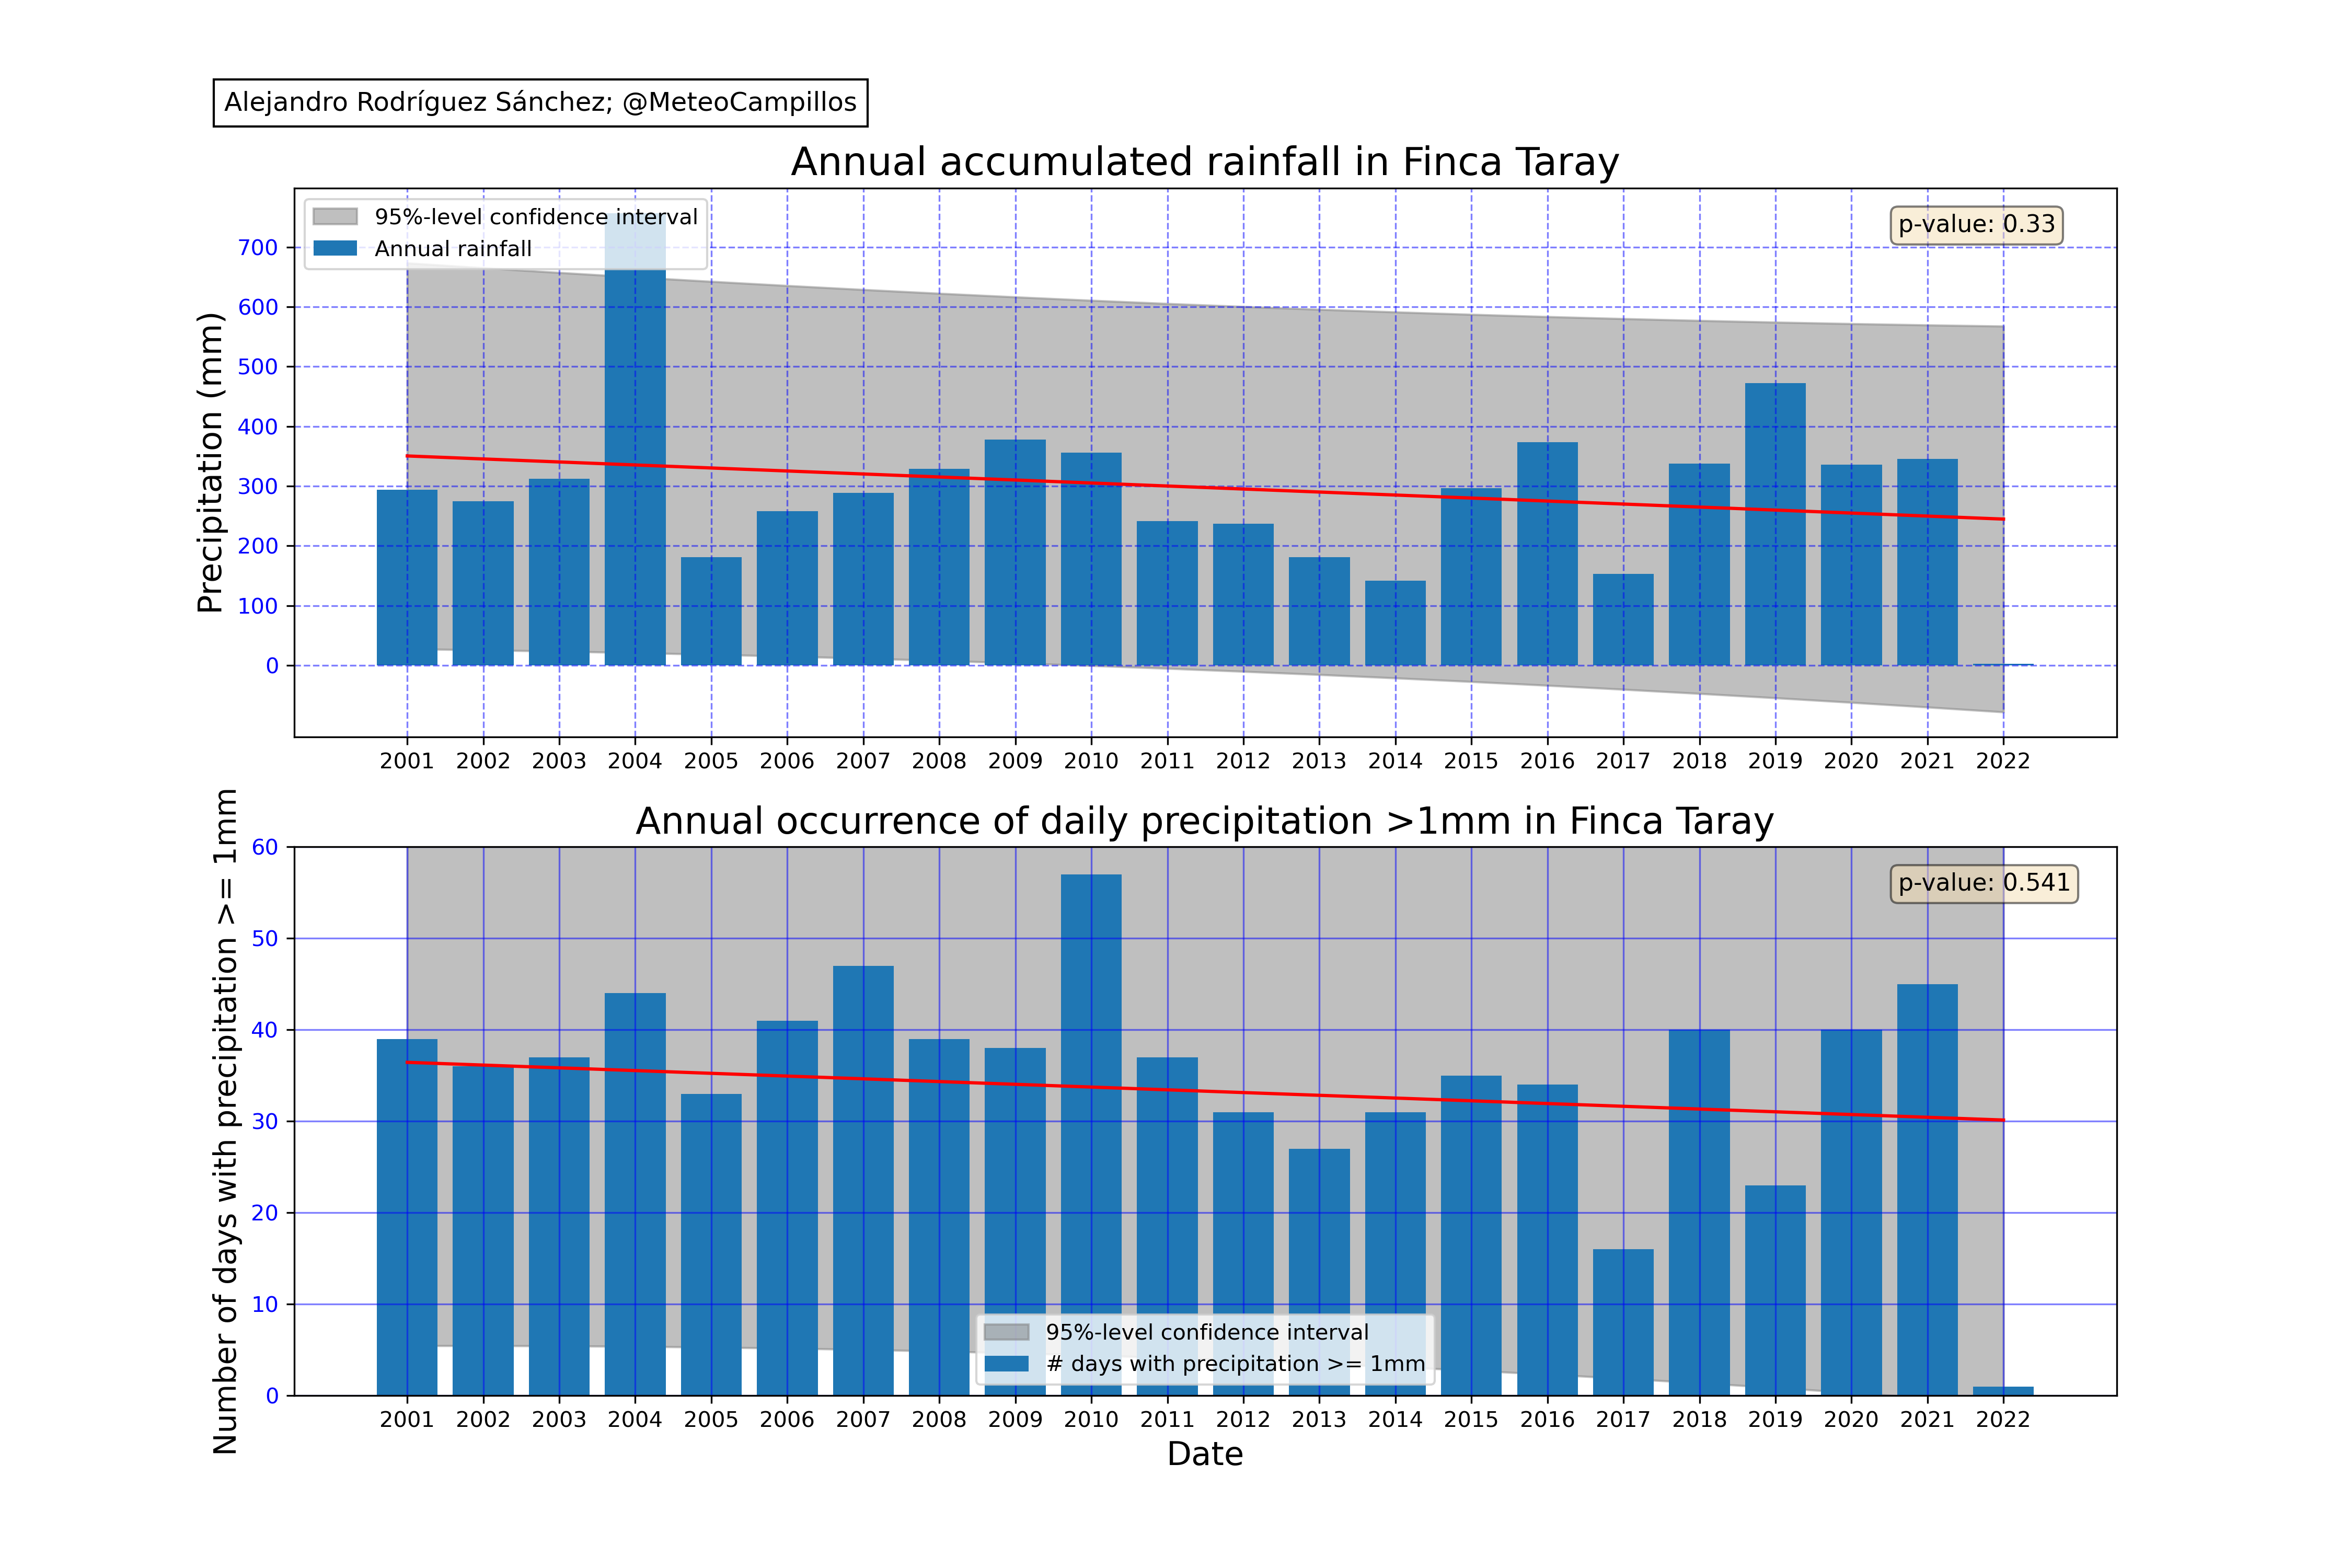 Alejandro Rodríguez Sánchez; @MeteoCampillos
Annual accumulated rainfall in Finca Taray
95%-level confidence interval
Annual rainfall
p-value: 0.33
Precipitation (mm)
700
600
500
400
300
200
100
0
2001 2002 2003 2004 2005 2006 2007 2008 2009 2010 2011 2012 2013 2014 2015 2016 2017 2018 2019 2020 2021 2022
Annual occurrence of daily precipitation >1mm in Finca Taray
p-value: 0.541
Number of days with precipitation >= 1mm
60
50
40
30
20
10
0
95%-level confidence interval
# days with precipitation >= 1mm
2001 2002 2003 2004 2005 2006 2007 2008 2009 2010 2011 2012 2013 2014 2015 2016 2017 2018 2019 2020 2021 2022
Date